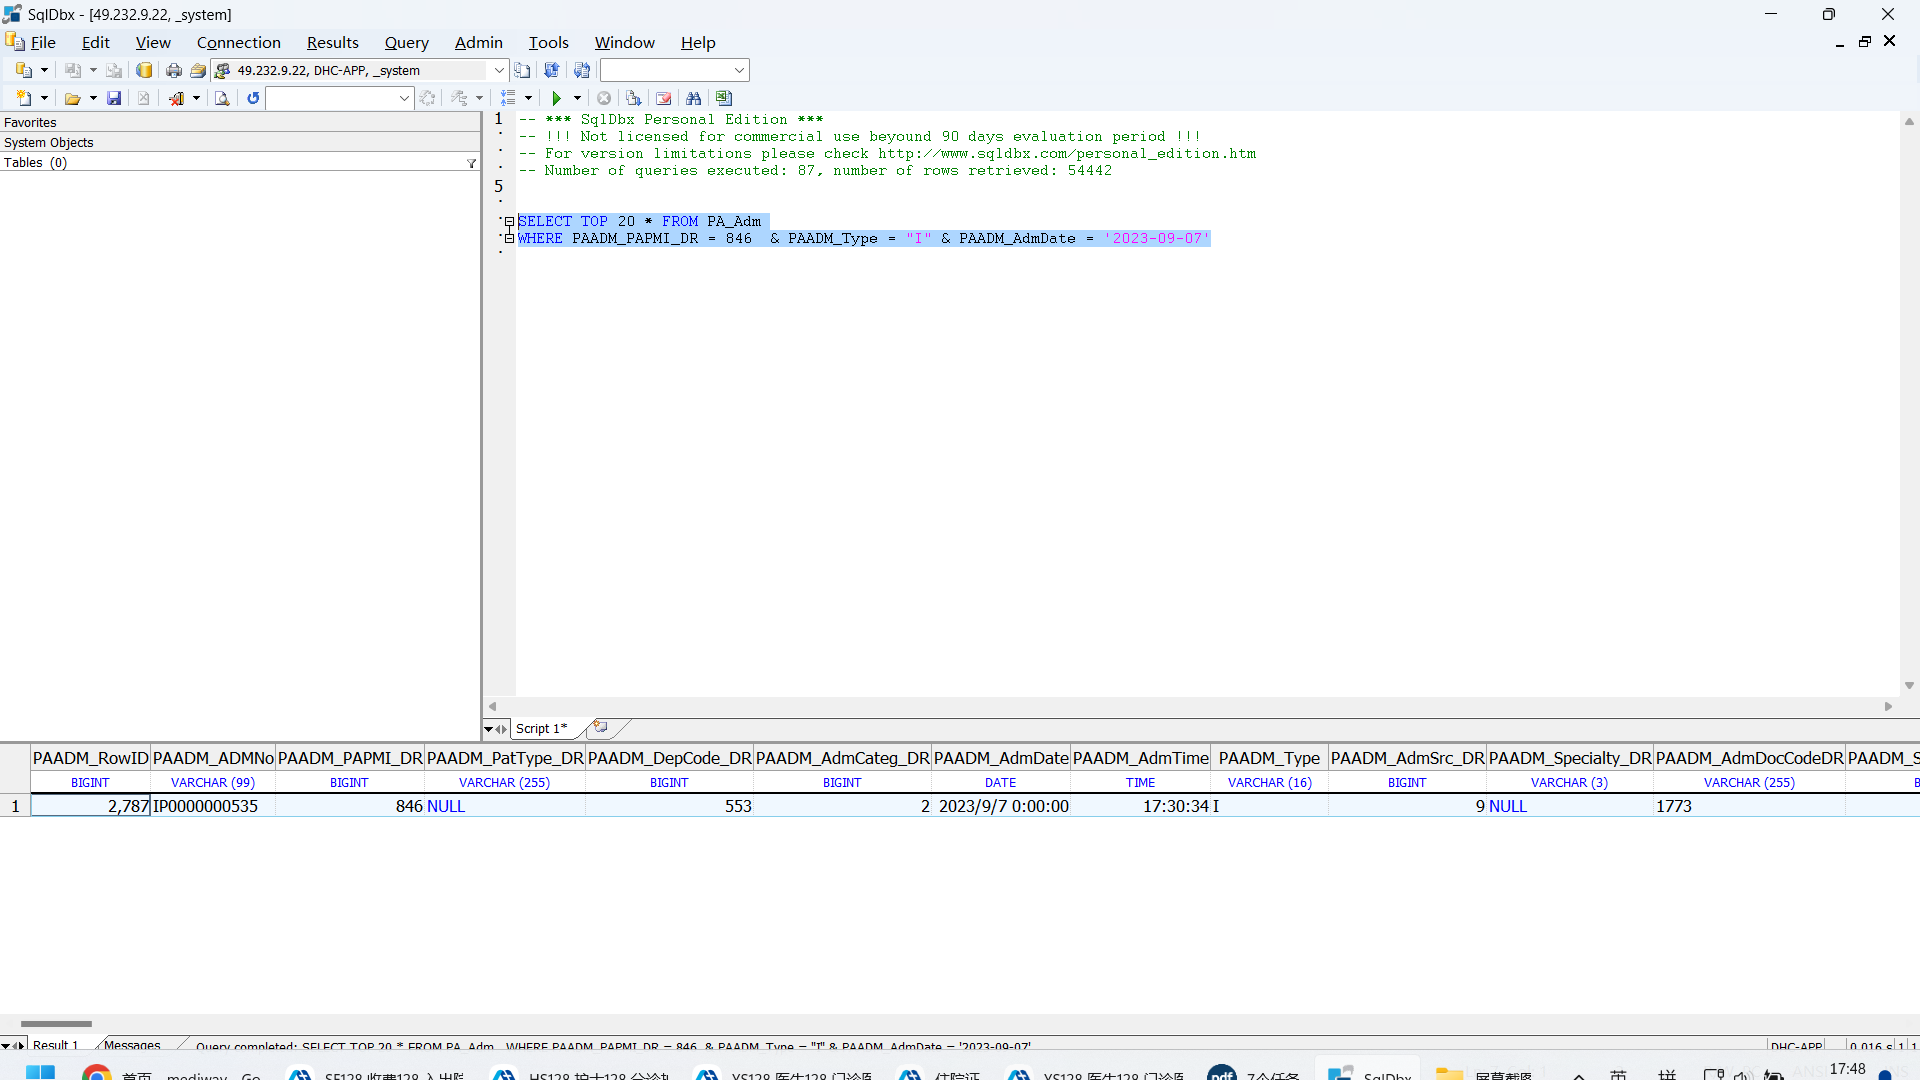 SqlDbx - [49.232.9.22, _system]
File Edit View Connection Results Query Admin Tools Window Help
49.232.9.22, DHC-APP, _system
Favorites
System Objects
Tables (0)
1 -- *** SqlDbx Personal Edition ***
-- !!! Not licensed for commercial use beyound 90 days evaluation period !!!
-- For version limitations please check http://www.sqldbx.com/personal_edition.htm
-- Number of queries executed: 87, number of rows retrieved: 54442
5
SELECT TOP 20 * FROM PA_Adm
WHERE PAADM_PAPMI_DR = 846 & PAADM_Type = "I" & PAADM_AdmDate = '2023-09-07'
Script 1*
PAADM_RowID PAADM_ADMNo PAADM_PAPMI_DR PAADM_PatType_DR PAADM_DepCode_DR PAADM_AdmCateg_DR PAADM_AdmDate PAADM_AdmTime PAADM_Type PAADM_AdmSrc_DR PAADM_Specialty_DR PAADM_AdmDocCodeDR PAADM_S
BIGINT VARCHAR (99) BIGINT VARCHAR (255) BIGINT BIGINT DATE TIME VARCHAR (16) BIGINT VARCHAR (3) VARCHAR (255) B
1 2,787 IP0000000535 846 NULL 553 2 2023/9/7 0:00:00 17:30:34 I 9 NULL 1773
Result 1 Messages Query completed: SELECT TOP 20 * FROM PA_Adm WHERE PAADM_PAPMI_DR = 846 & PAADM_Type = "I" & PAADM_AdmDate = '2023-09-07' DHC-APP 0.016 s 1 1
首页 - mediway - Go SF128 收费128 入出院 HS128 护士128 分诊 YS128 医生128 门诊医 住院证 YS128 医生128 门诊医 pdf 7个任务 SqlDbx 屏幕截图 英 拼 17:48